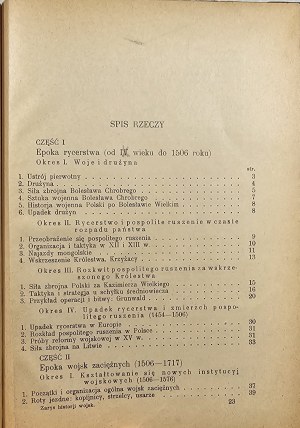 SPIS RZECZY
CZĘŚĆ I
Epoka rycerstwa (od IX wieku do 1506 roku)
Okres I. Woje i drużyna
str.
1. Ustrój pierwotny 3
2. Drużyna 4
3. Siła zbrojna Bolesława Chrobrego 5
4. Sztuka wojenna Bolesława Chrobrego 7
5. Historja wojenna Polski po Bolesławie Wielkim 8
6. Upadek drużyn 8
Okres II. Rycerstwo i pospolite ruszenie w czasie
rozpadu państwa
1. Przeobrażenie się pospolitego ruszenia 9
2. Organizacja i taktyka w XII i XIII w. 10
3. Najazdy mongolskie 11
4. Wskrzeszenie Królestwa, Krzyżacy 13
Okres III. Rozkwit pospolitego ruszenia wskrze-
szonego Królestwa
1. Siła zbrojna Polski za Kazimierza Wielkiego 15
2. Taktyka i strategja u schyłku średniowiecza 16
3. Przykład operacji i bitwy: Grunwald 20
Okres IV. Upadek rycerstwa i zmierzch pospo-
litego ruszenia (1454—1506)
1. Upadek rycerstwa w Europie 30
2. Rozkład pospolitego ruszenia w Polsce 31
3. Próby reformy wojskowej w XV w. 31
4. Siła zbrojna na Litwie 33
CZĘŚĆ II
Epoka wojsk zaciężnych (1506—1717)
Okres I. Kształtowanie się nowych instytucyj
wojskowych (1506—1576)
1. Początki i organizacja ogólna wojsk zaciężnych 37
2. Roty jezdne: kopijnicy, strzelcy, usarze 39
Zarys historji wojsk. 23